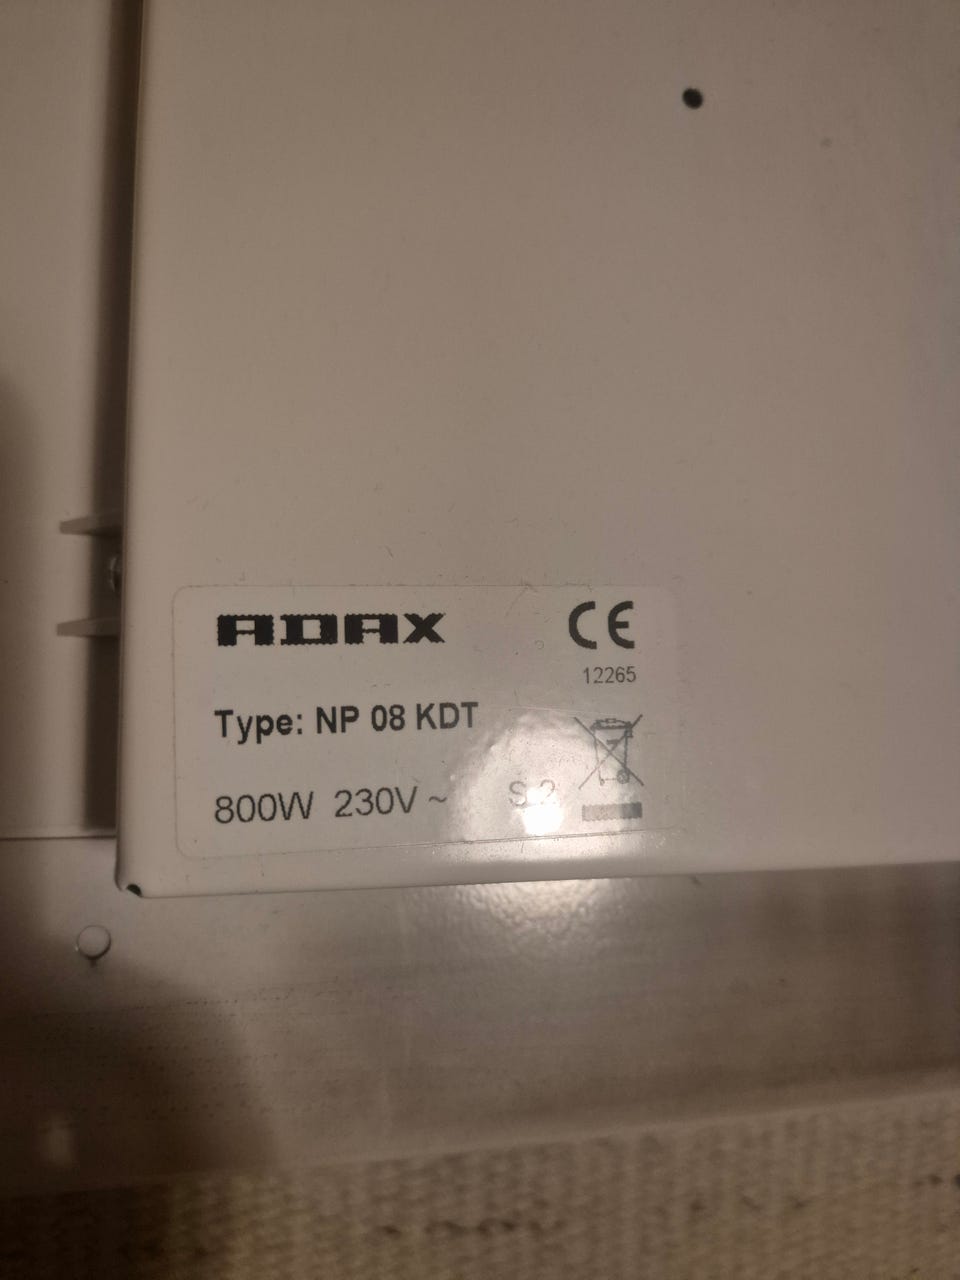 ADAX
CE
12265
Type: NP 08 KDT
800W 230V ~